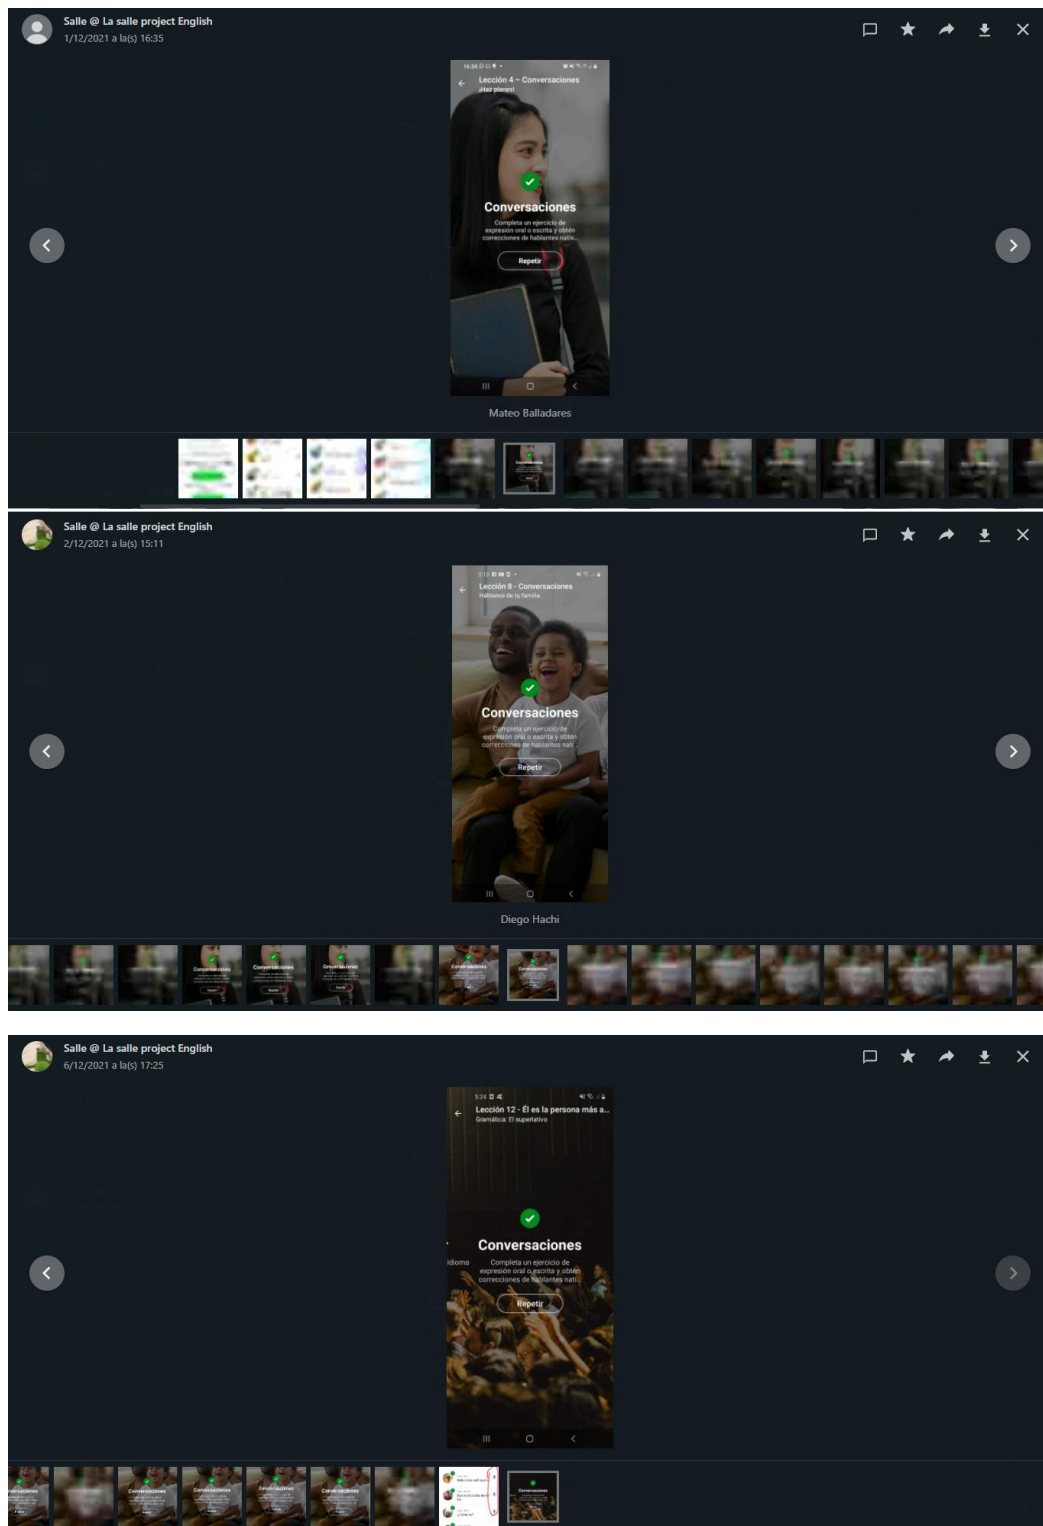 Salle @ La salle project English
1/12/2021 a la(s) 16:35
16:34
Lección 4 – Conversaciones
¡Haz planes!
Conversaciones
Completa un ejercicio de
expresión oral o escrita y obtén
correcciones de hablantes nativ...
Repetir
Mateo Balladares
Salle @ La salle project English
2/12/2021 a la(s) 15:11
Lección 8 - Conversaciones
Háblanos de tu familia
Conversaciones
Completa un ejercicio de
expresión oral o escrita y obtén
correcciones de hablantes nati...
Repetir
Diego Hachi
Salle @ La salle project English
6/12/2021 a la(s) 17:25
5:24
Lección 12 - Él es la persona más a...
Gramática: El superlativo
Conversaciones
idioma
Completa un ejercicio de
expresión oral o escrita y obtén
correcciones de hablantes nati...
Repetir